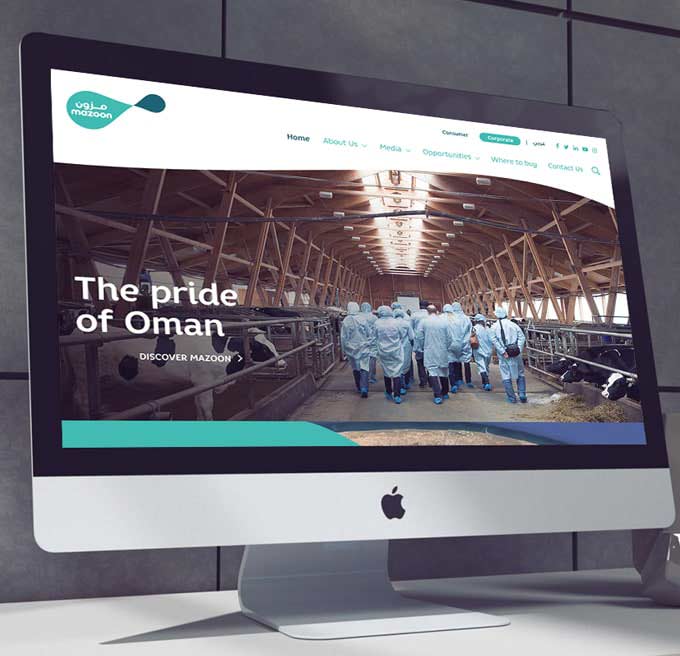 مزون
mazoon
Consumer
Corporate
عربي
Home
About Us
Media
Opportunities
Where to buy
Contact Us
The pride
of Oman
DISCOVER MAZOON